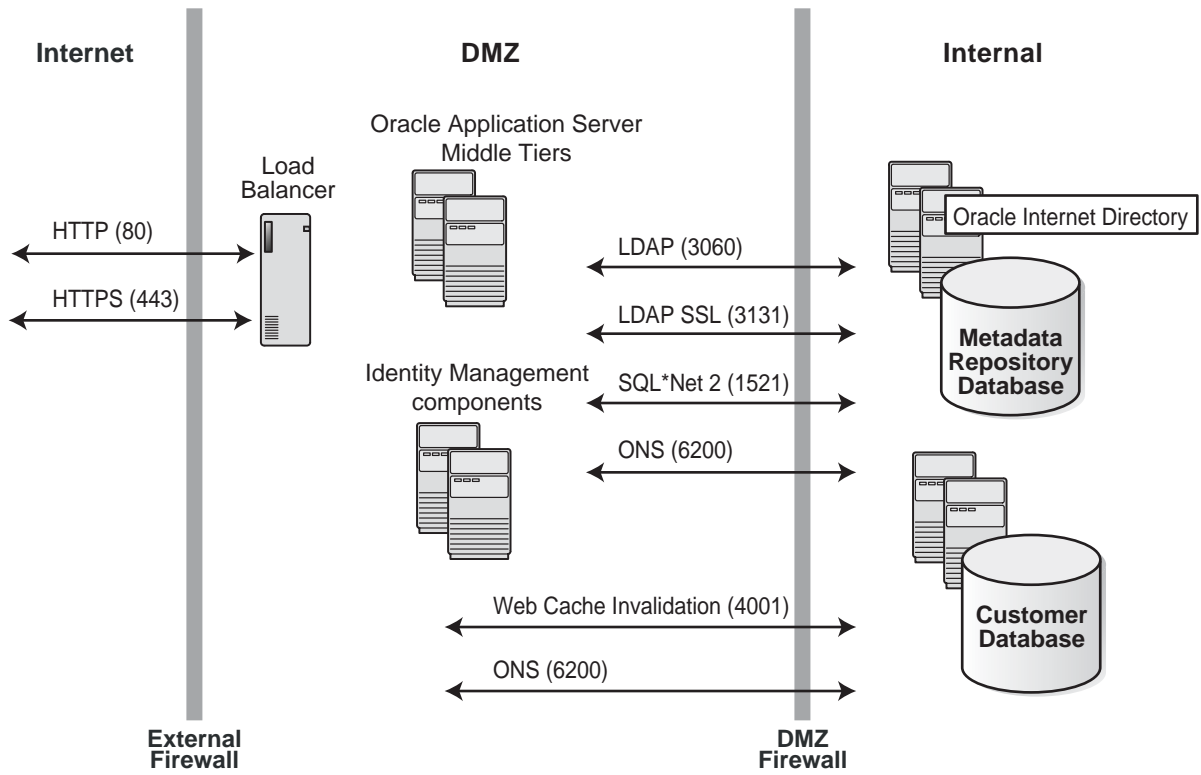 Internet
DMZ
Internal
Oracle Application Server
Middle Tiers
Load
Balancer
HTTP (80)
HTTPS (443)
LDAP (3060)
LDAP SSL (3131)
SQL*Net 2 (1521)
ONS (6200)
Oracle Internet Directory
Metadata
Repository
Database
Identity Management
components
Web Cache Invalidation (4001)
ONS (6200)
Customer
Database
External
Firewall
DMZ
Firewall